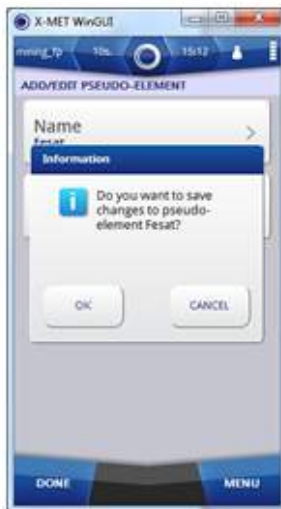 X-MET WinGUI
mining_fp 10s. 15:12
ADD/EDIT PSEUDO-ELEMENT
Name
Fesat
Information
Do you want to save
changes to pseudo-
element Fesat?
OK CANCEL
DONE MENU